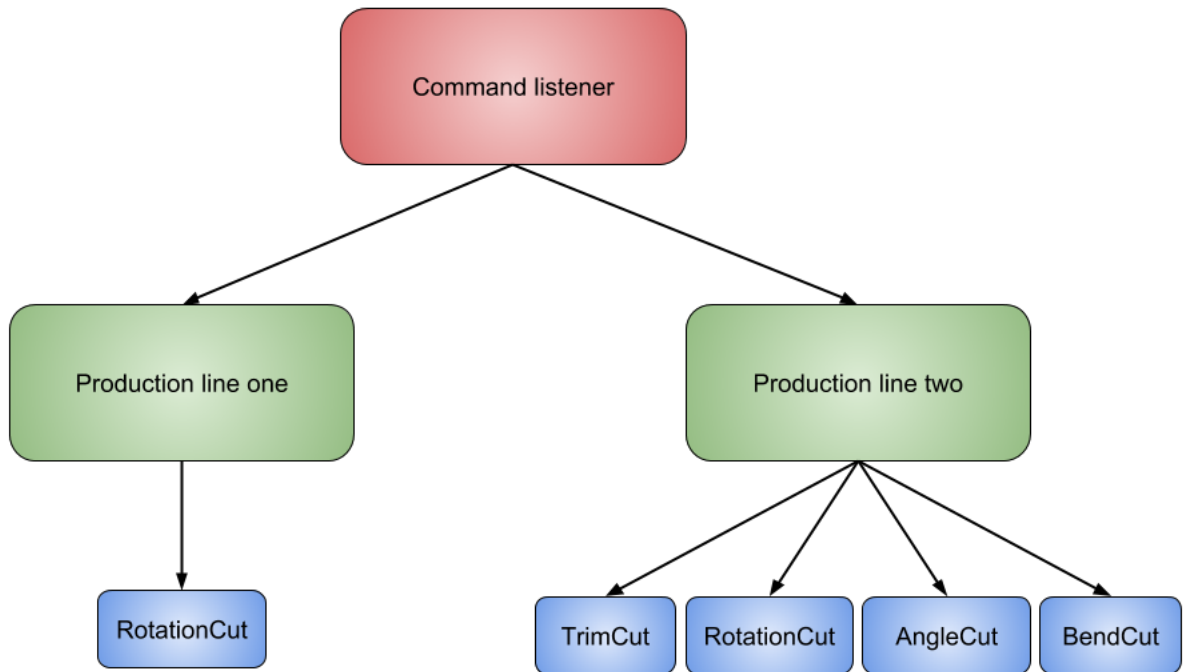 Command listener
Production line one
Production line two
RotationCut
TrimCut
RotationCut
AngleCut
BendCut